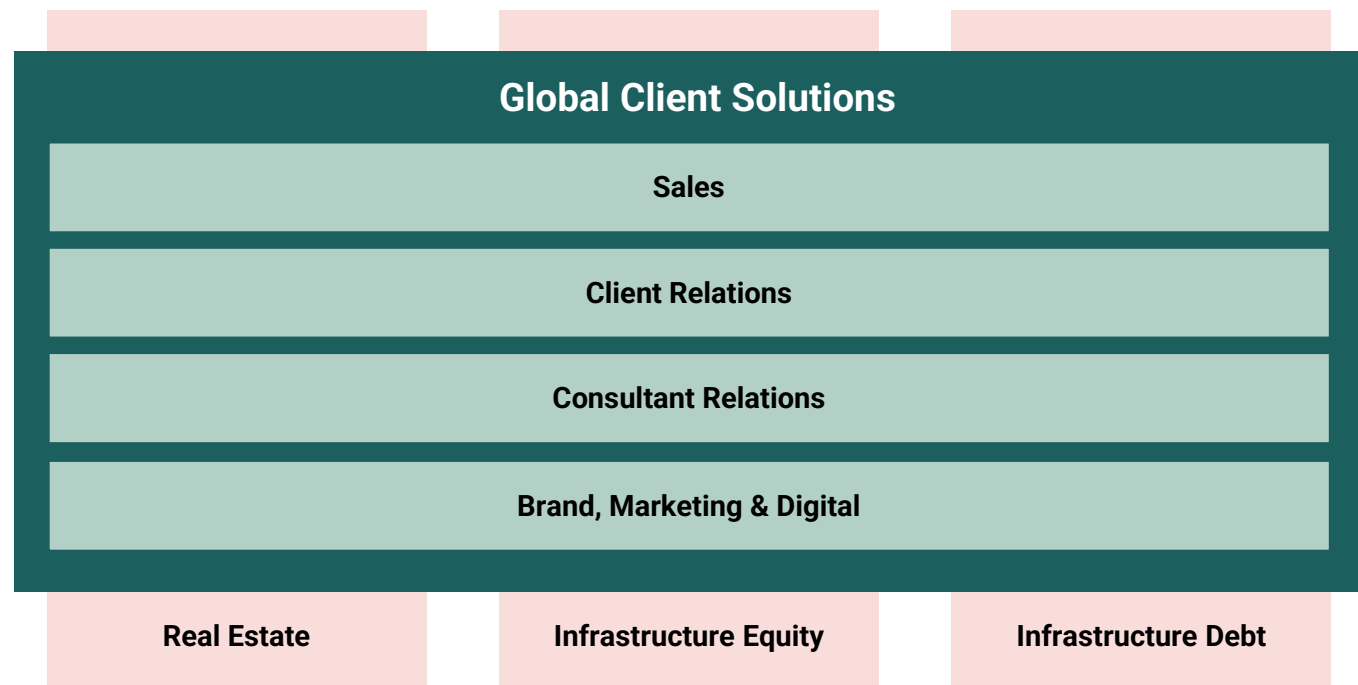 Global Client Solutions
Sales
Client Relations
Consultant Relations
Brand, Marketing & Digital
Real Estate
Infrastructure Equity
Infrastructure Debt